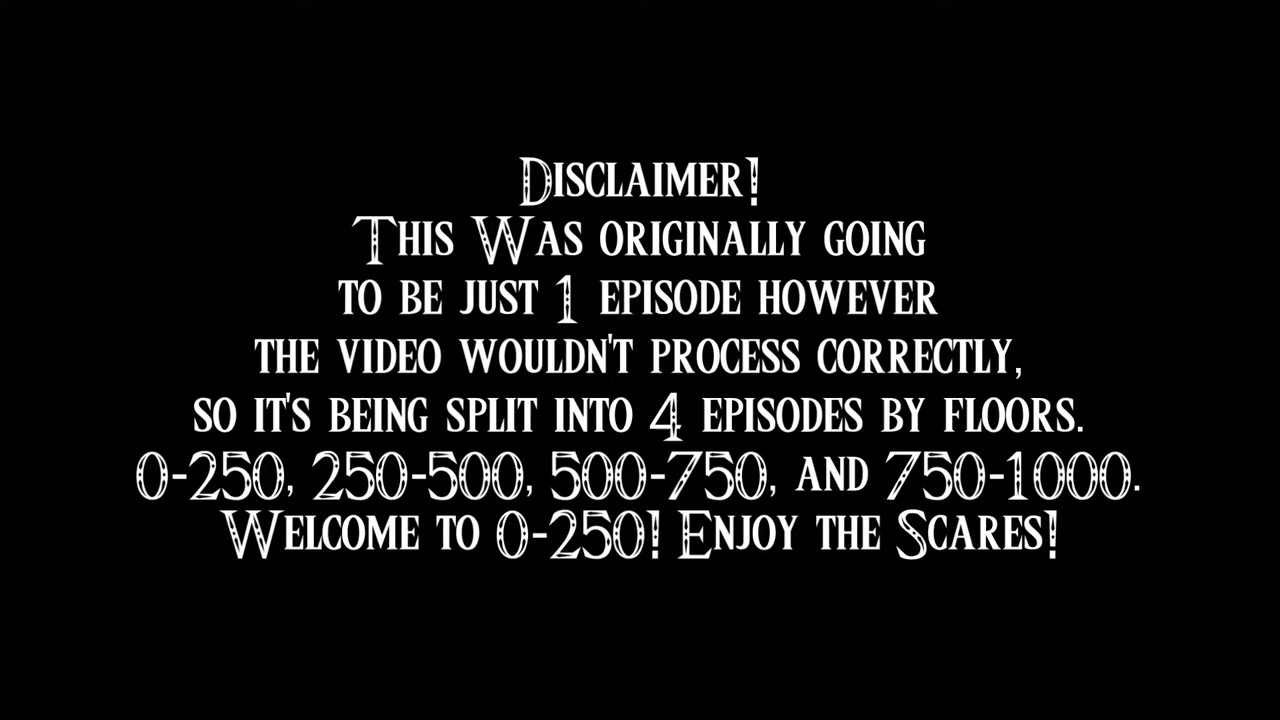 Disclaimer!
This Was originally going
to be just 1 episode however
the video wouldn't process correctly,
so it's being split into 4 episodes by floors.
0-250, 250-500, 500-750, and 750-1000.
Welcome to 0-250! Enjoy the Scares!